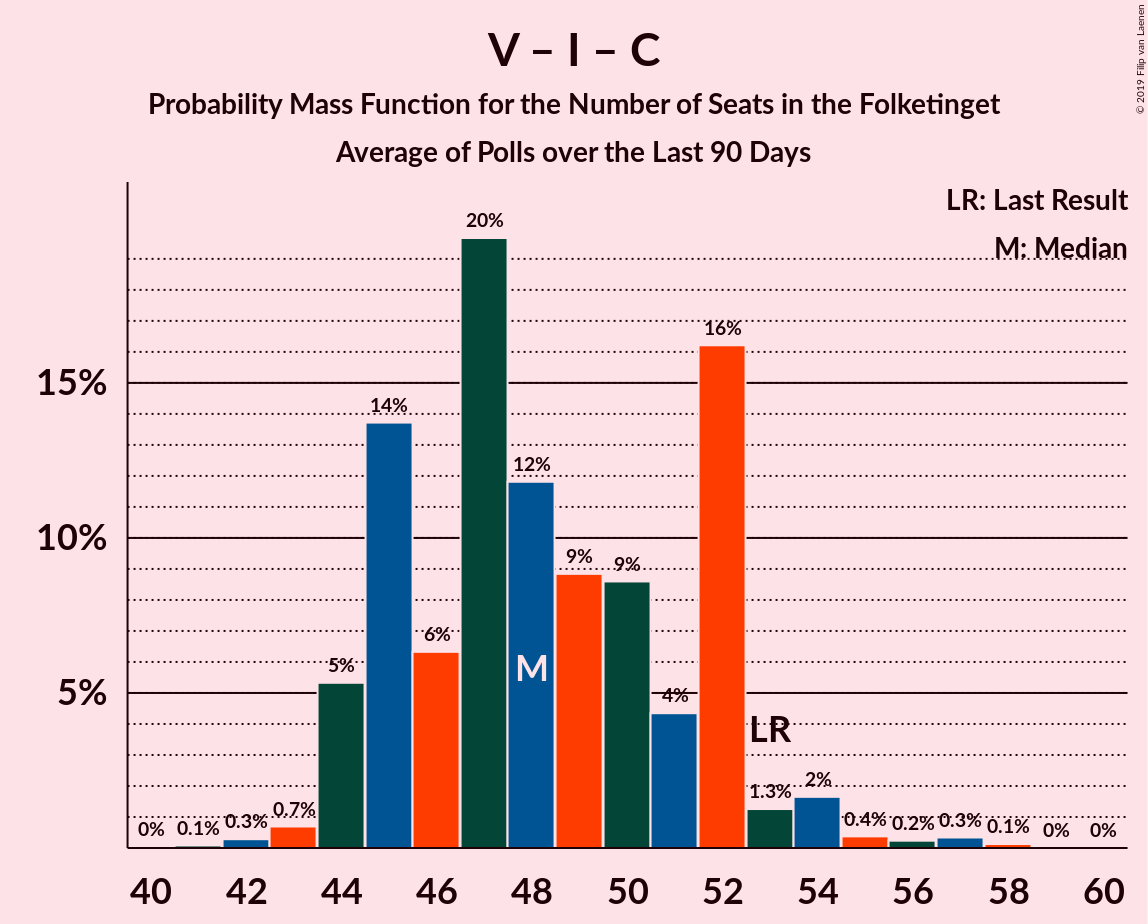 V – I – C
Probability Mass Function for the Number of Seats in the Folketinget
Average of Polls over the Last 90 Days
© 2019 Filip van Laenen
LR: Last Result
M: Median
15%
10%
5%
0%
0.1%
0.3%
0.7%
5%
14%
6%
20%
12%
9%
9%
4%
16%
1.3%
2%
0.4%
0.2%
0.3%
0.1%
0%
0%
M
LR
40 42 44 46 48 50 52 54 56 58 60